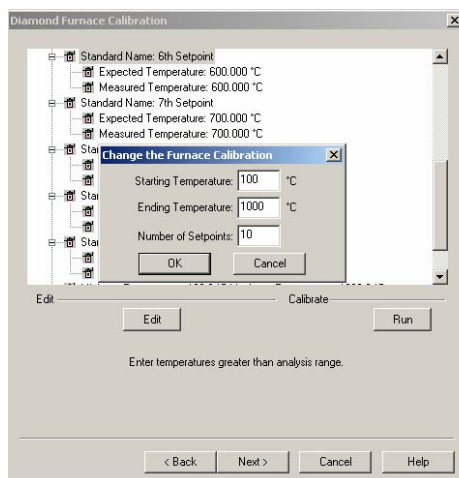 Diamond Furnace Calibration
Standard Name: 6th Setpoint
Expected Temperature: 600.000 °C
Measured Temperature: 600.000 °C
Standard Name: 7th Setpoint
Expected Temperature: 700.000 °C
Measured Temperature: 700.000 °C
Change the Furnace Calibration
Starting Temperature: 100 °C
Ending Temperature: 1000 °C
Number of Setpoints: 10
OK Cancel
Edit Calibrate
Edit Run
Enter temperatures greater than analysis range.
< Back Next > Cancel Help